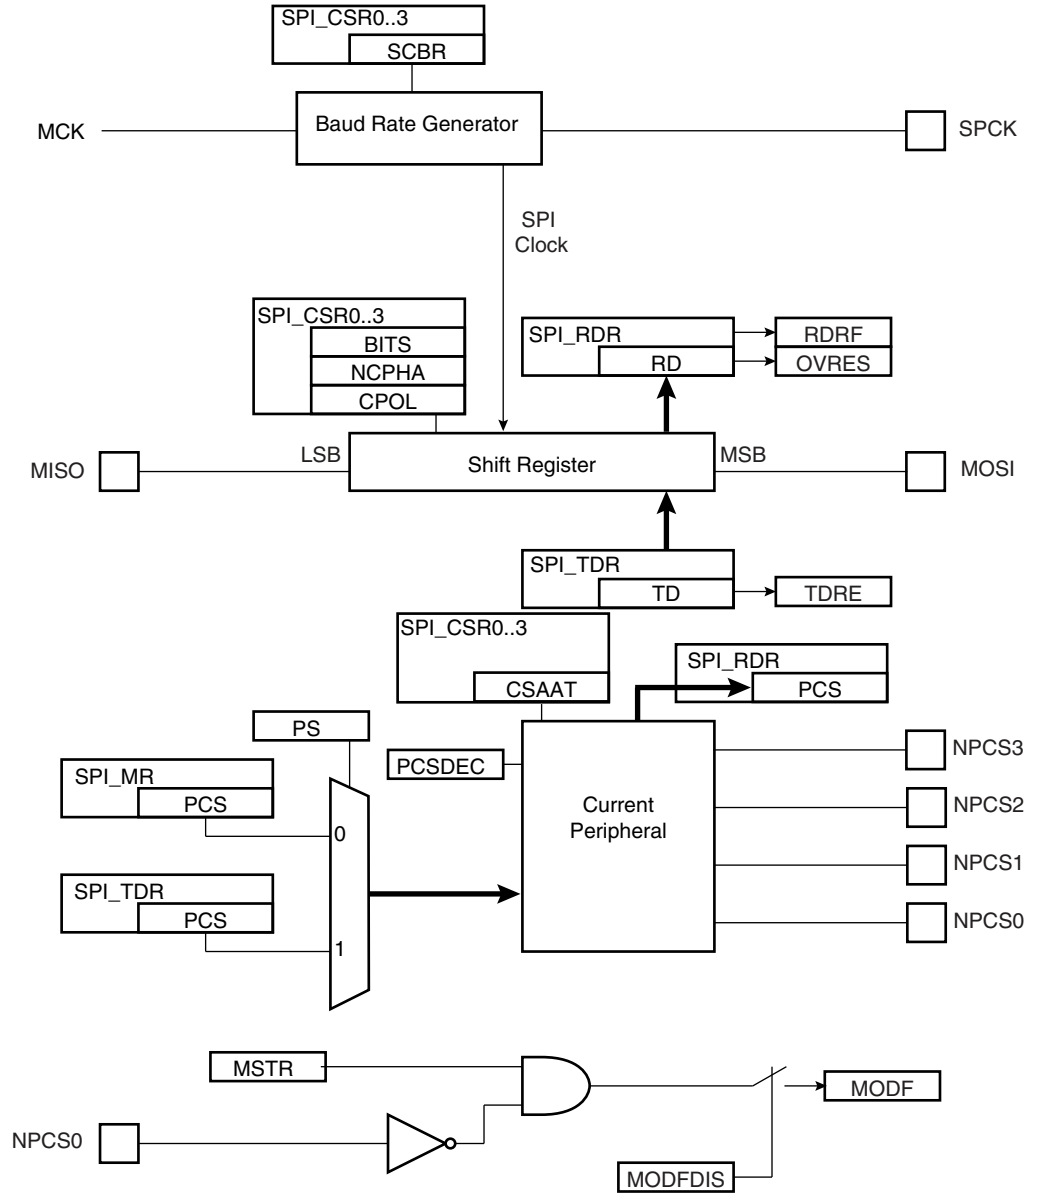 SPI_CSR0..3
SCBR
MCK
Baud Rate Generator
SPCK
SPI
Clock
SPI_CSR0..3
BITS
NCPHA
CPOL
SPI_RDR
RD
RDRF
OVRES
MISO
LSB
Shift Register
MSB
MOSI
SPI_TDR
TD
TDRE
SPI_CSR0..3
CSAAT
SPI_RDR
PCS
PS
PCSDEC
SPI_MR
PCS
0
Current
Peripheral
NPCS3
NPCS2
NPCS1
NPCS0
SPI_TDR
PCS
1
MSTR
MODF
NPCS0
MODFDIS